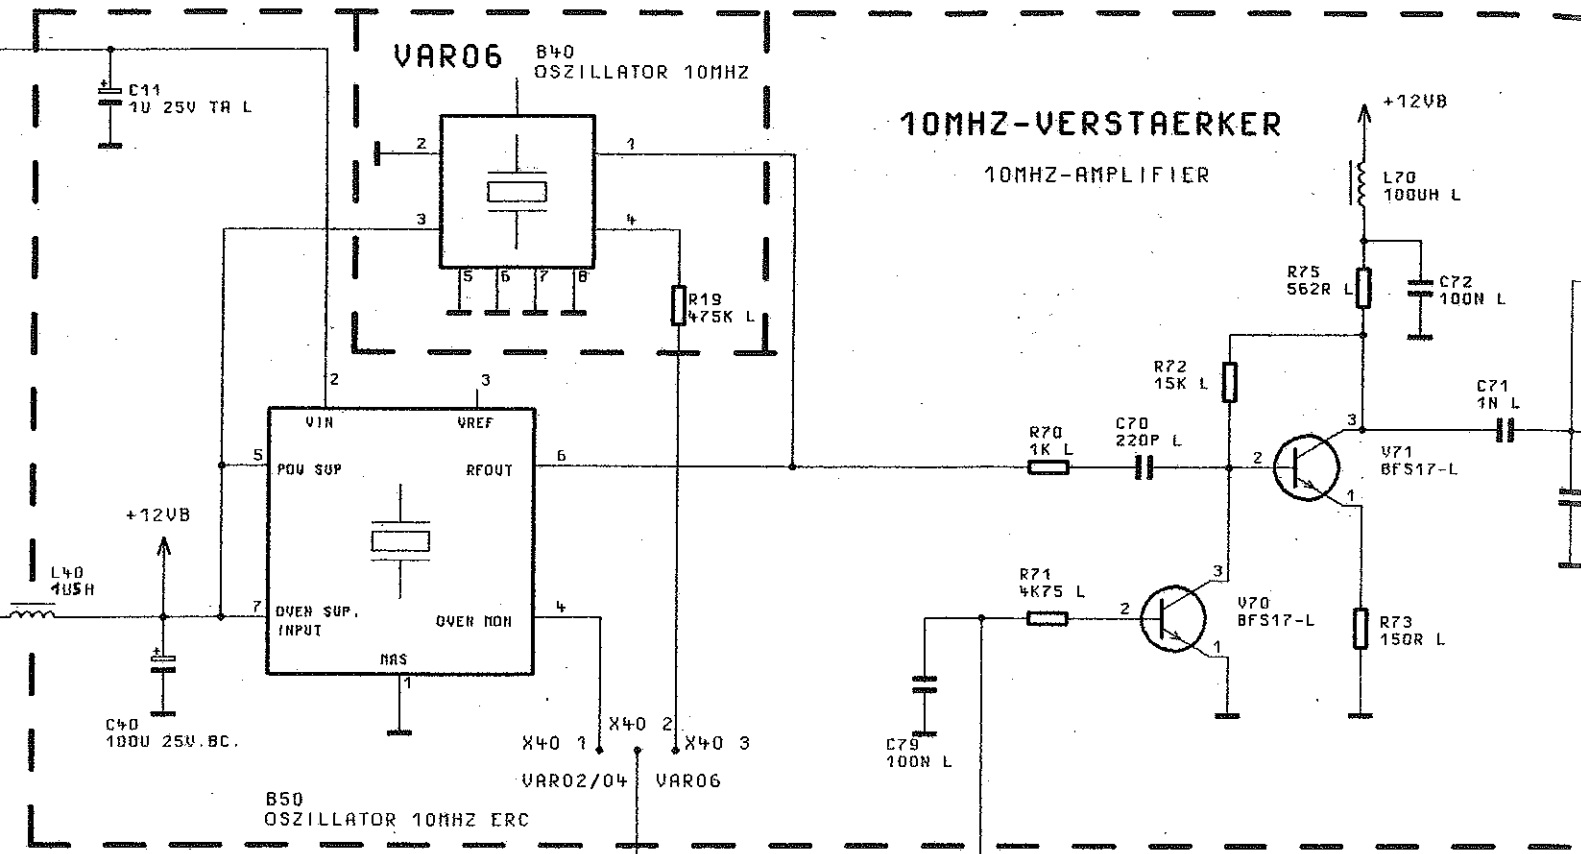 VAR06
B40
OSZILLATOR 10MHZ
C11
1U 25V TA L
10MHZ-VERSTAERKER
10MHZ-AMPLIFIER
+12VB
L70
100UH L
2
1
3
4
5
6
7
8
R19
475K L
R75
562R L
C72
100N L
R72
15K L
C71
1N L
2
3
VIN
VREF
5
POW SUP
RFOUT
6
R70
1K L
C70
220P L
2
3
V71
BFS17-L
1
+12VB
L40
7
OVEN SUP.
INPUT
OVEN MON
4
MAS
1
R71
4K75 L
2
3
V70
BFS17-L
1
R73
150R L
C40
100U 25V.BC.
X40 1
X40 2
X40 3
VAR02/04
VAR06
C79
100N L
B50
OSZILLATOR 10MHZ ERC